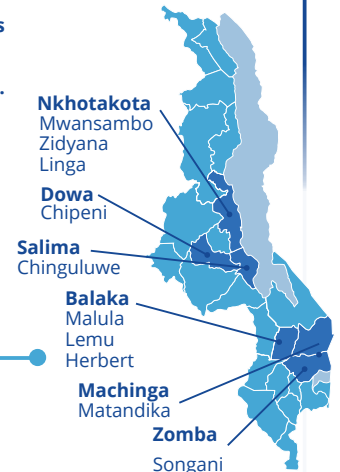 s
.
Nkhotakota
Mwansambo
Zidyana
Linga
Dowa
Chipeni
Salima
Chinguluwe
Balaka
Malula
Lemu
Herbert
Machinga
Matandika
Zomba
Songani